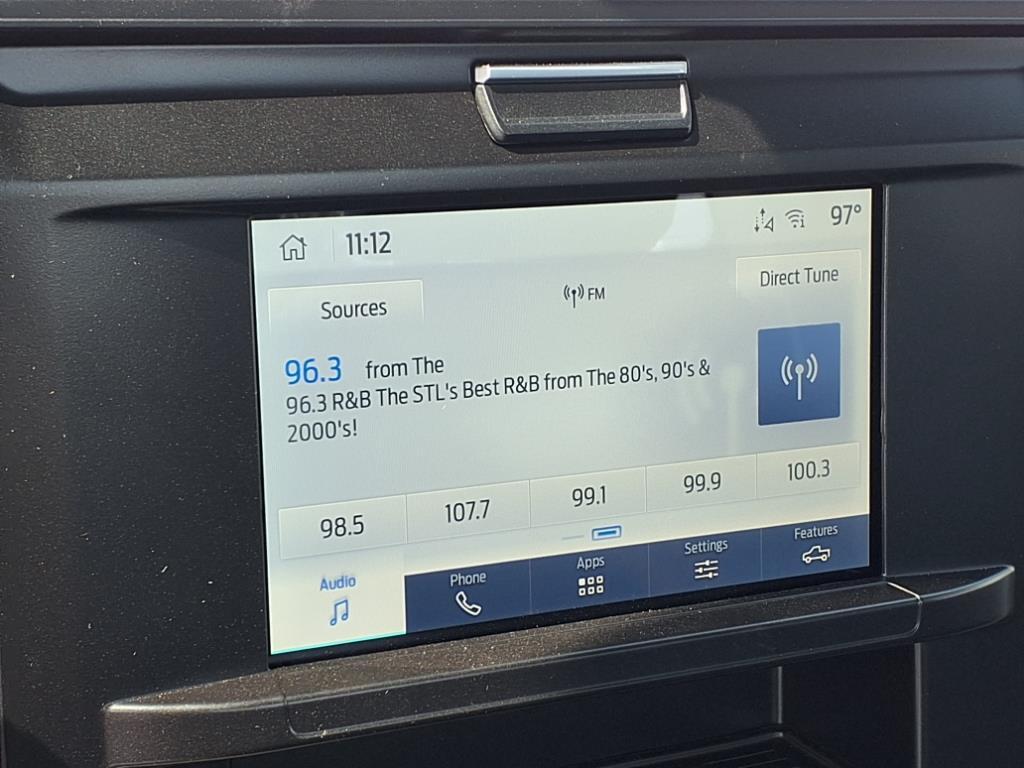 11:12
97°
Sources
FM
Direct Tune
96.3 from The
96.3 R&B The STL's Best R&B from The 80's, 90's &
2000's!
98.5
107.7
99.1
99.9
100.3
Audio
Phone
Apps
Settings
Features